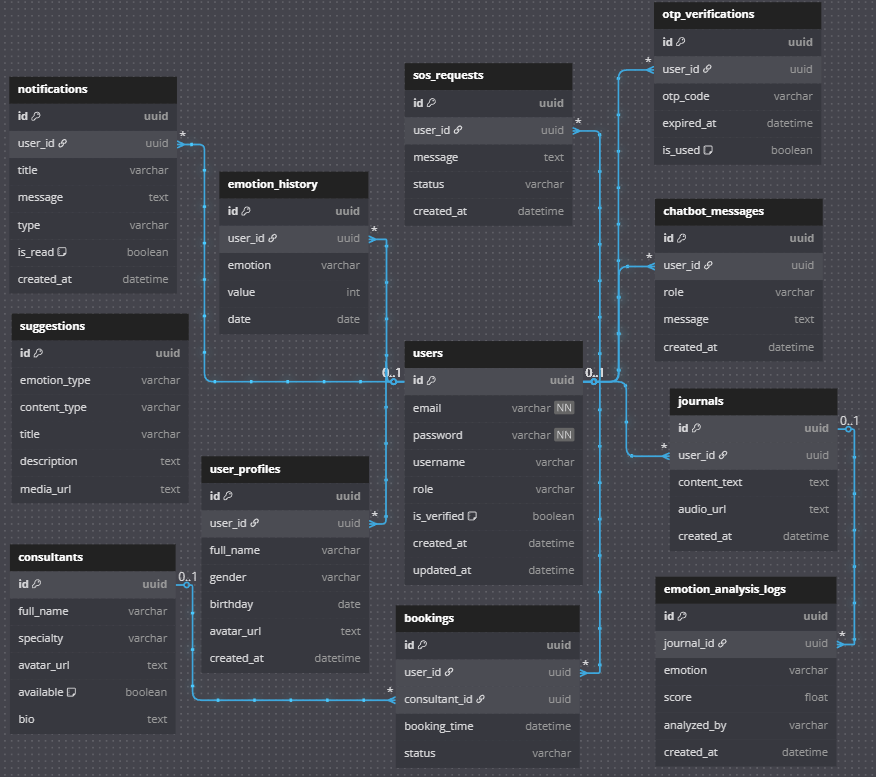 notifications
id uuid
user_id uuid
title varchar
message text
type varchar
is_read boolean
created_at datetime
*
suggestions
id uuid
emotion_type varchar
content_type varchar
title varchar
description text
media_url text
consultants
id uuid
full_name varchar
specialty varchar
avatar_url text
available boolean
bio text
0..1
emotion_history
id uuid
user_id uuid
emotion varchar
value int
date date
*
user_profiles
id uuid
user_id uuid
full_name varchar
gender varchar
birthday date
avatar_url text
created_at datetime
*
sos_requests
id uuid
user_id uuid
message text
status varchar
created_at datetime
*
0..1
users
id uuid
email varchar NN
password varchar NN
username varchar
role varchar
is_verified boolean
created_at datetime
updated_at datetime
0..1
bookings
id uuid
user_id uuid
consultant_id uuid
booking_time datetime
status varchar
*
*
otp_verifications
id uuid
user_id uuid
otp_code varchar
expired_at datetime
is_used boolean
*
chatbot_messages
id uuid
user_id uuid
role varchar
message text
created_at datetime
*
journals
id uuid
user_id uuid
content_text text
audio_url text
created_at datetime
*
0..1
emotion_analysis_logs
id uuid
journal_id uuid
emotion varchar
score float
analyzed_by varchar
created_at datetime
*